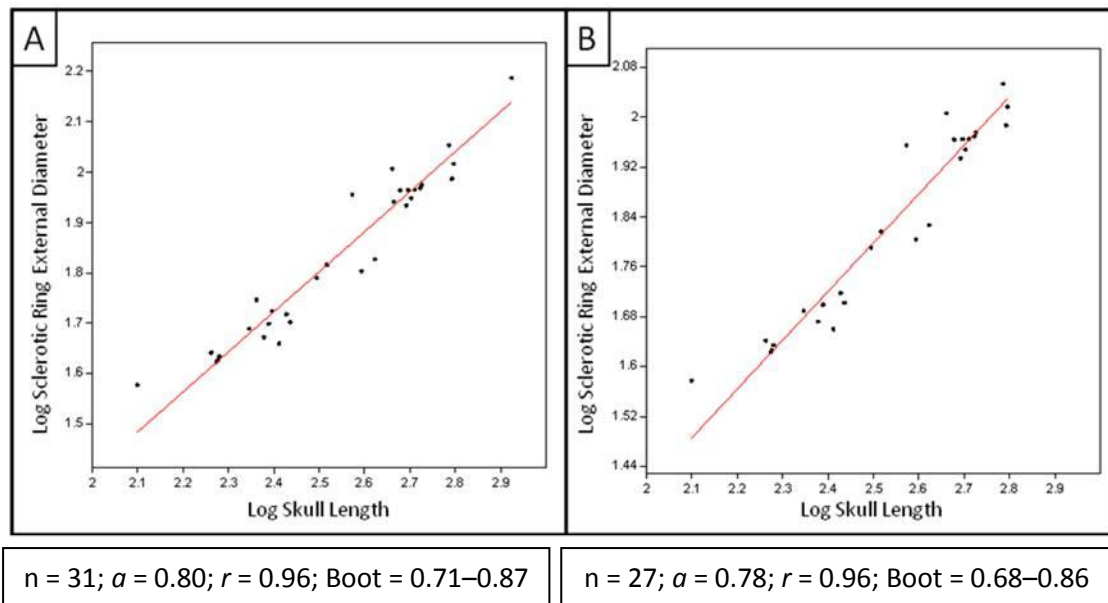 A
Log Sclerotic Ring External Diameter
2.2
2.1
2
1.9
1.8
1.7
1.6
1.5
2 2.1 2.2 2.3 2.4 2.5 2.6 2.7 2.8 2.9
Log Skull Length
B
Log Sclerotic Ring External Diameter
2.08
2
1.92
1.84
1.76
1.68
1.6
1.52
1.44
2 2.1 2.2 2.3 2.4 2.5 2.6 2.7 2.8 2.9
Log Skull Length
n = 31; a = 0.80; r = 0.96; Boot = 0.71–0.87
n = 27; a = 0.78; r = 0.96; Boot = 0.68–0.86